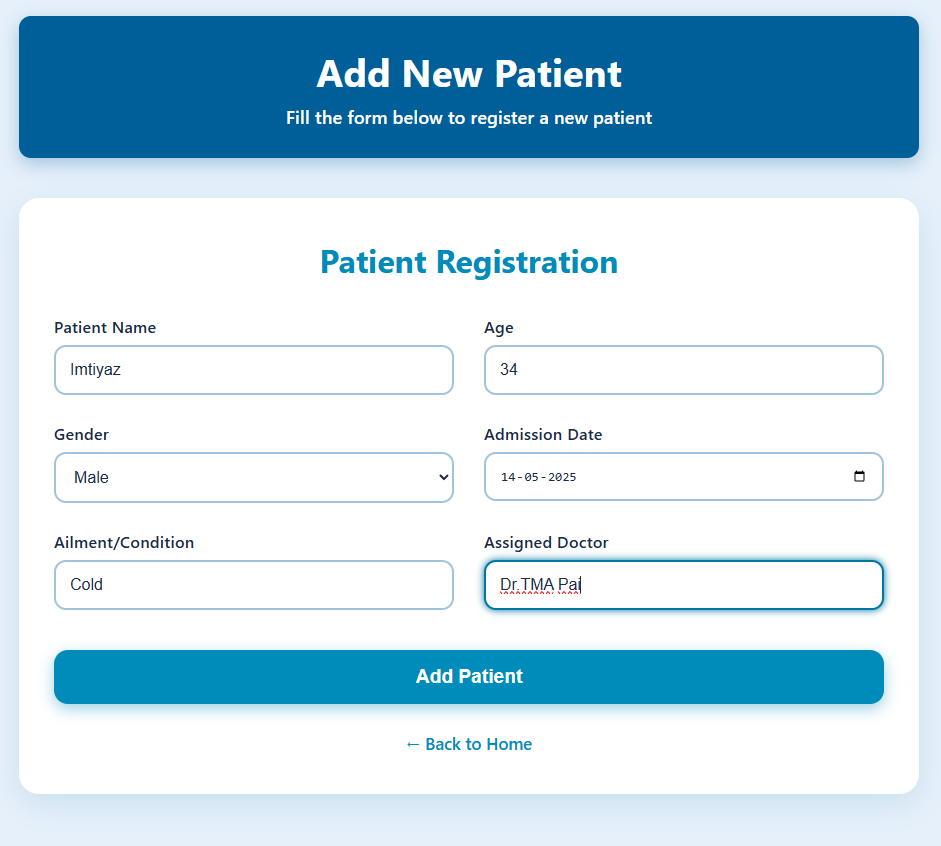 Add New Patient
Fill the form below to register a new patient
Patient Registration
Patient Name
Age
Imtiyaz
34
Gender
Admission Date
Male
14-05-2025
Ailment/Condition
Assigned Doctor
Cold
Dr.TMA Pai
Add Patient
← Back to Home